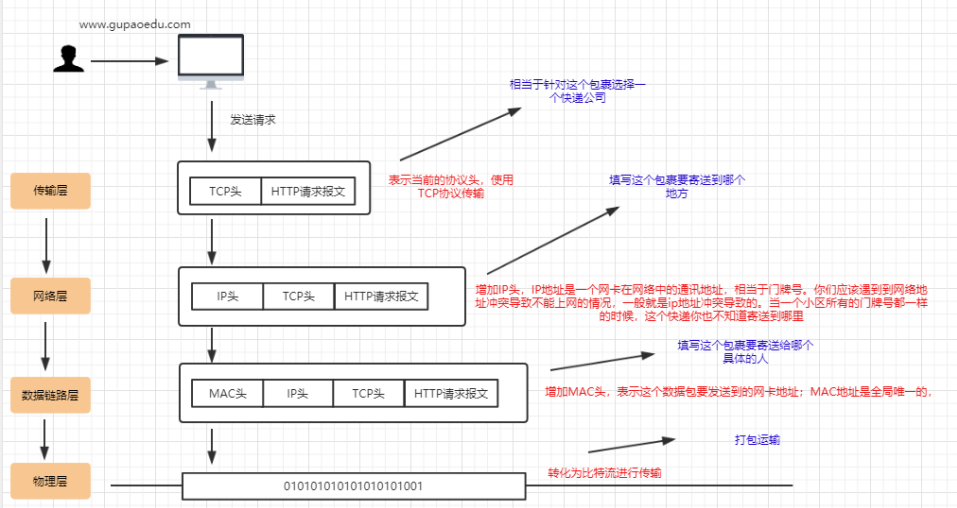 www.gupaoedu.com
相当于针对这个包裹选择一
个快递公司
发送请求
传输层
TCP头
HTTP请求报文
表示当前的协议头，使用
TCP协议传输
填写这个包裹要寄送到哪个
地方
网络层
IP头
TCP头
HTTP请求报文
增加IP头，IP地址是一个网卡在网络中的通讯地址，相当于门牌号。你们应该遇到到网络地
址冲突导致不能上网的情况，一般就是ip地址冲突导致的。当一个小区所有的门牌号都一样
的时候，这个快递你也不知道寄送到哪里
填写这个包裹要寄送给哪个
具体的人
数据链路层
MAC头
IP头
TCP头
HTTP请求报文
增加MAC头，表示这个数据包要发送到的网卡地址；MAC地址是全局唯一的，
打包运输
转化为比特流进行传输
物理层
010101010101010101001